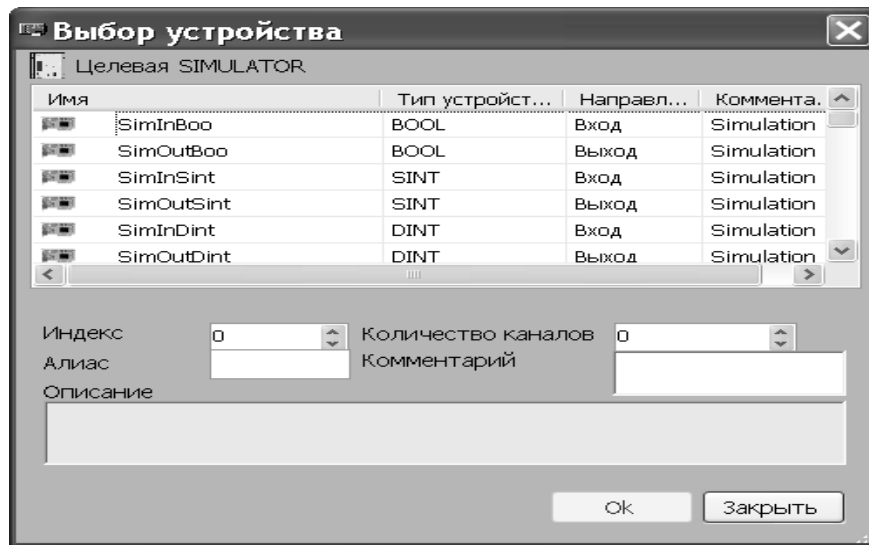 Выбор устройства
Целевая SIMULATOR
Имя Тип устройст... Направл... Коммента.
SimInBoo BOOL Вход Simulation
SimOutBoo BOOL Выход Simulation
SimInSint SINT Вход Simulation
SimOutSint SINT Выход Simulation
SimInDint DINT Вход Simulation
SimOutDint DINT Выход Simulation
Индекс 0 Количество каналов 0
Алиас Комментарий
Описание
Ok Закрыть